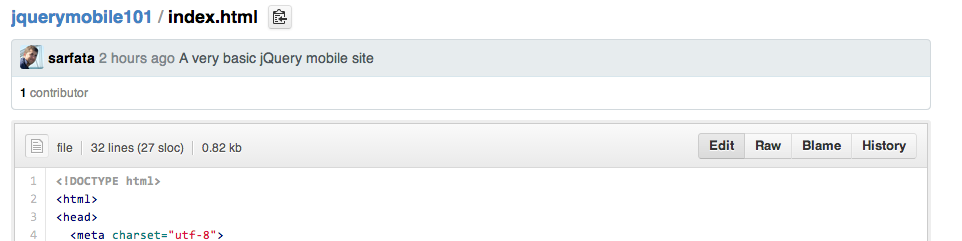 jquerymobile101 / index.html
sarfata 2 hours ago A very basic jQuery mobile site
1 contributor
file 32 lines (27 sloc) 0.82 kb Edit Raw Blame History
1 <!DOCTYPE html>
2 <html>
3 <head>
4 <meta charset="utf-8">